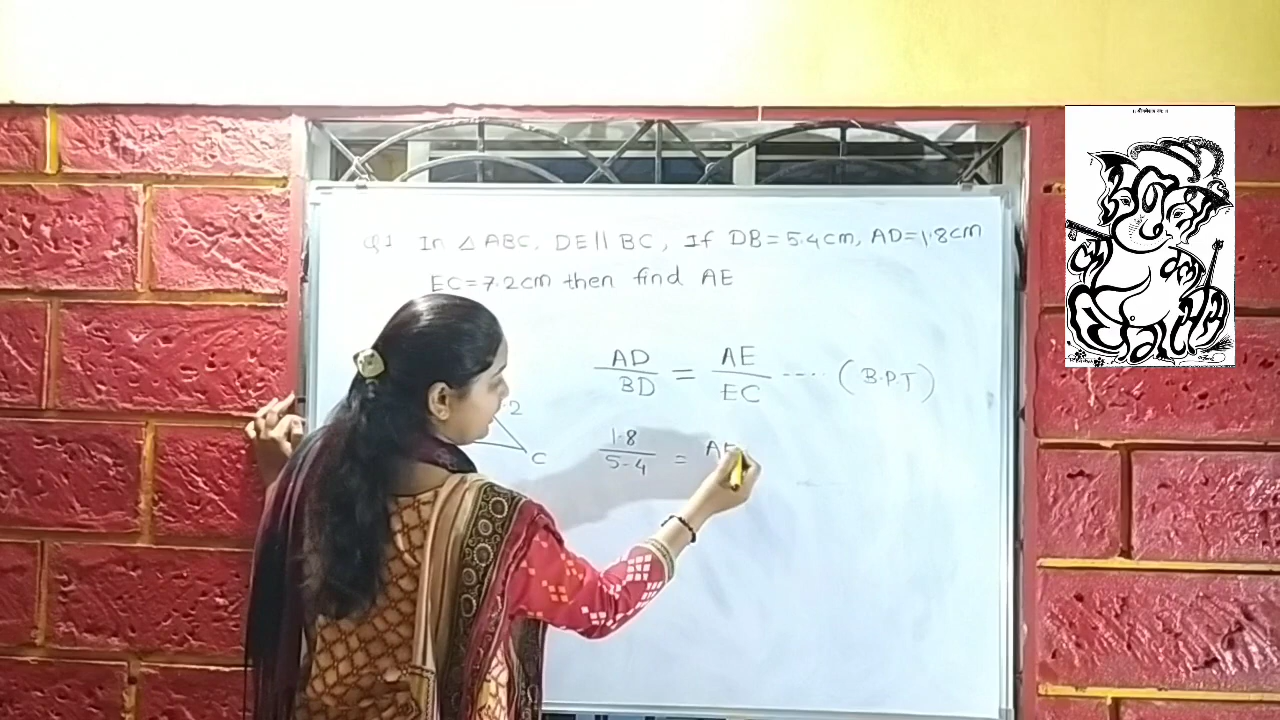 Q1 In △ ABC, DE || BC, If DB=5.4cm, AD=1.8cm
EC=7.2cm then find AE
AD/BD = AE/EC ---- (B.P.T)
.2
C
1.8/5.4 = AE